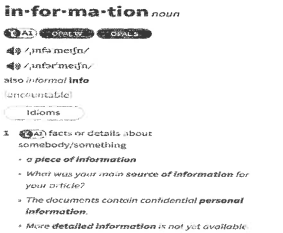 in·for·ma·tion noun
A1 OPAL W OPAL S
/ˌɪnfəˈmeɪʃn/
/ˌɪnfərˈmeɪʃn/
also informal info
[uncountable]
Idioms
1 A1 facts or details about
somebody/something
• a piece of information
• What was your main source of information for
your article?
• The documents contain confidential personal
information.
• More detailed information is not yet available.